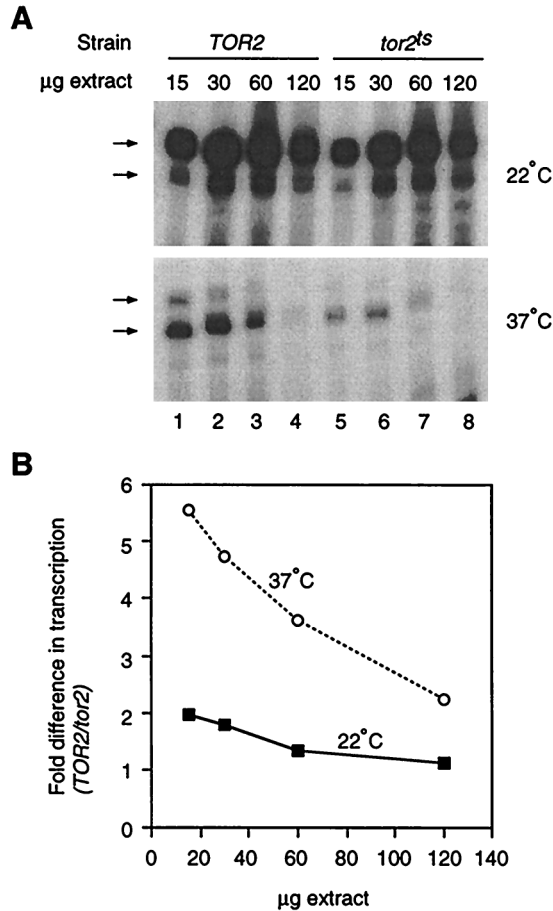 A
Strain TOR2 tor2ts
µg extract 15 30 60 120 15 30 60 120
22°C
37°C
1 2 3 4 5 6 7 8
B
Fold difference in transcription
(TOR2/tor2)
6
5
4
3
2
1
0
37°C
22°C
0 20 40 60 80 100 120 140
µg extract